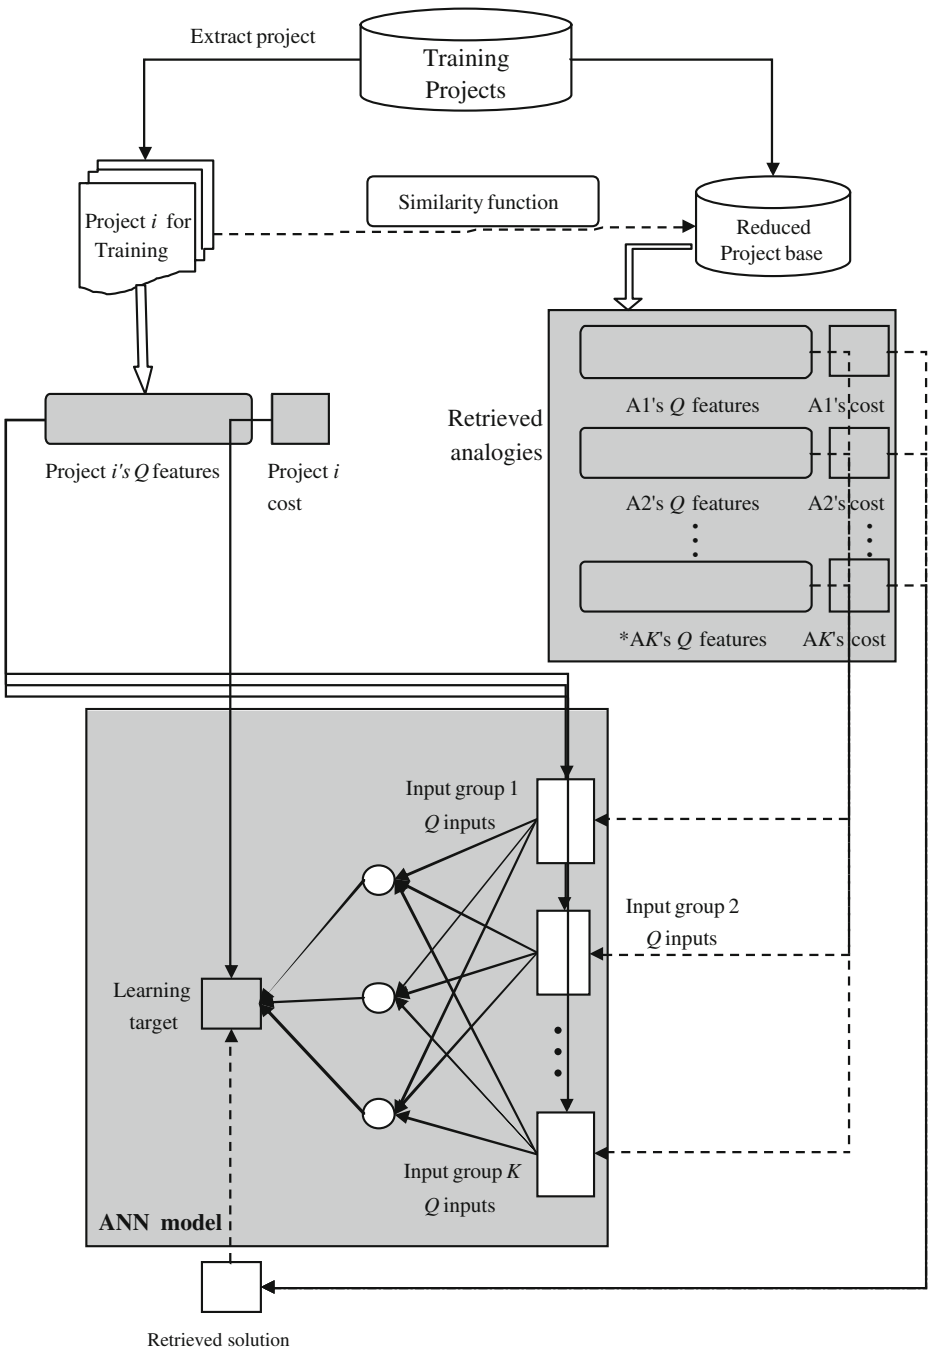 Extract project
Training
Projects
Similarity function
Project i for
Training
Reduced
Project base
A1's Q features
A1's cost
Retrieved
analogies
Project i's Q features
Project i
cost
A2's Q features
A2's cost
*AK's Q features
AK's cost
Input group 1
Q inputs
Input group 2
Q inputs
Learning
target
Input group K
Q inputs
ANN model
Retrieved solution